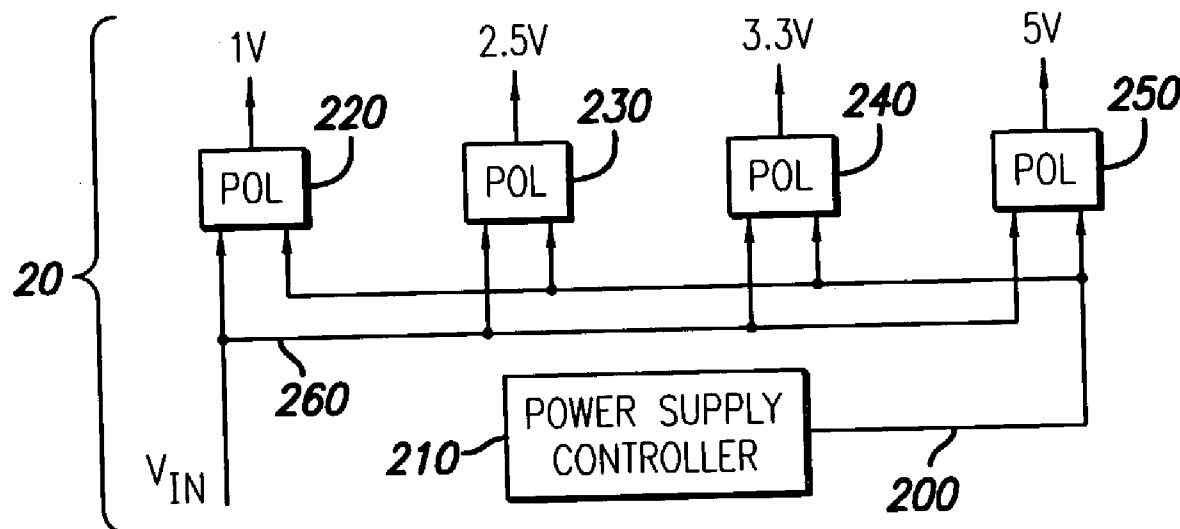 1V 2.5V 3.3V 5V
220 230 240 250
POL POL POL POL
20
260
POWER SUPPLY
CONTROLLER
210
200
VIN